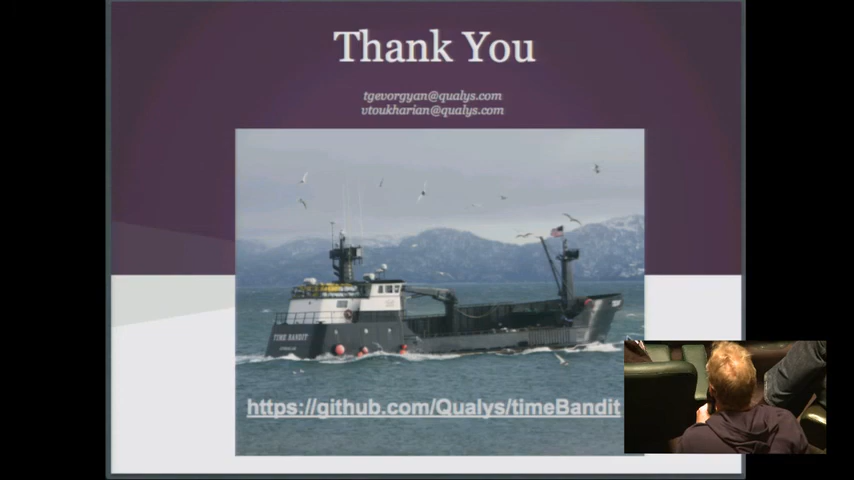 Thank You
tgevorgyan@qualys.com
vtoukharian@qualys.com
TIME BANDIT
https://github.com/Qualys/timeBandit